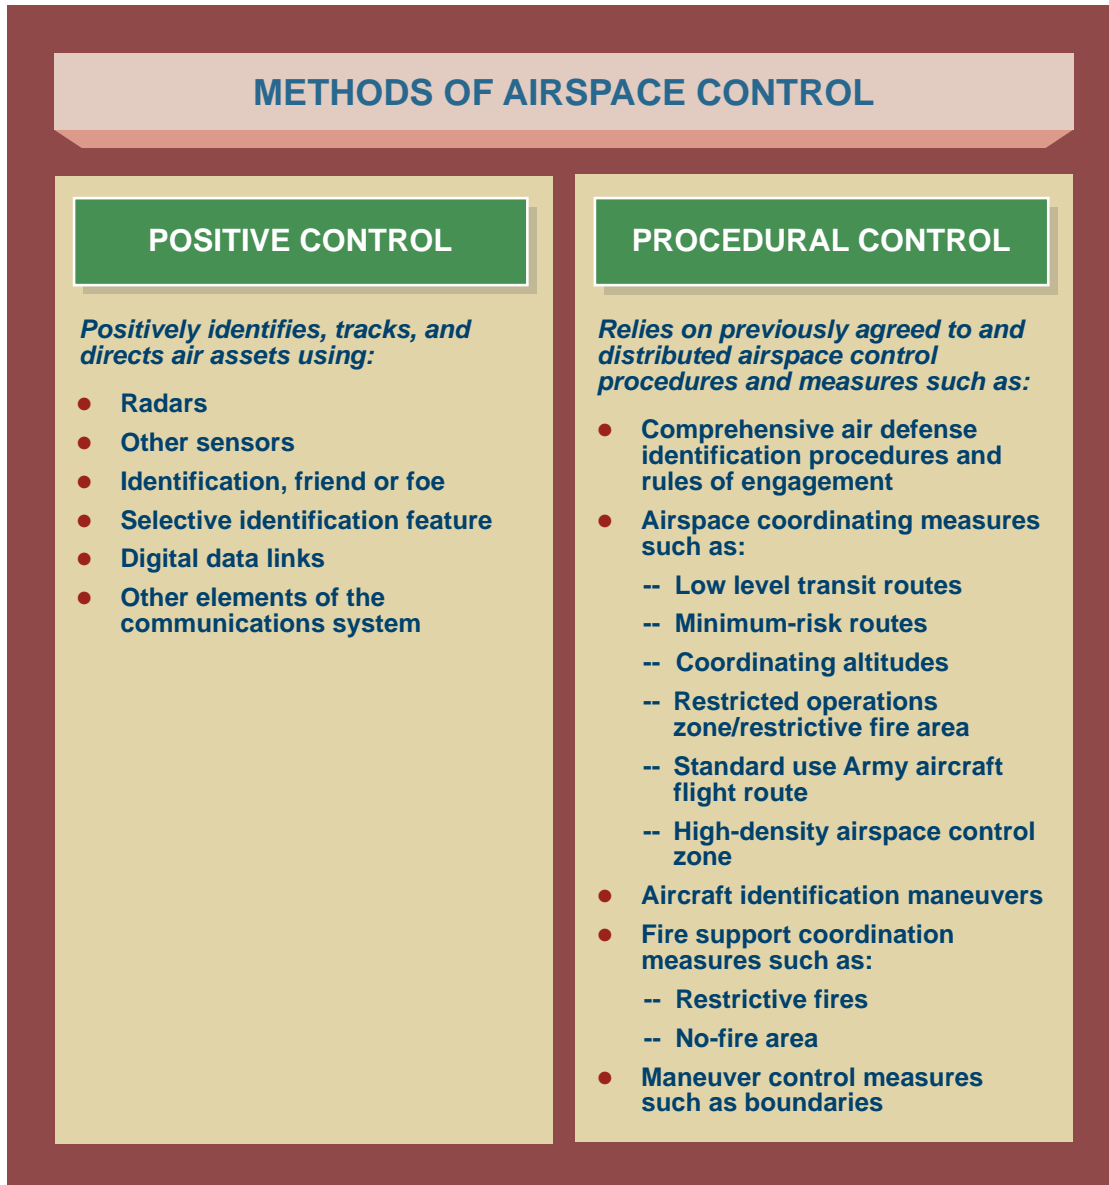 METHODS OF AIRSPACE CONTROL
POSITIVE CONTROL
Positively identifies, tracks, and
directs air assets using:
● Radars
● Other sensors
● Identification, friend or foe
● Selective identification feature
● Digital data links
● Other elements of the
communications system
PROCEDURAL CONTROL
Relies on previously agreed to and
distributed airspace control
procedures and measures such as:
● Comprehensive air defense
identification procedures and
rules of engagement
● Airspace coordinating measures
such as:
-- Low level transit routes
-- Minimum-risk routes
-- Coordinating altitudes
-- Restricted operations
zone/restrictive fire area
-- Standard use Army aircraft
flight route
-- High-density airspace control
zone
● Aircraft identification maneuvers
● Fire support coordination
measures such as:
-- Restrictive fires
-- No-fire area
● Maneuver control measures
such as boundaries